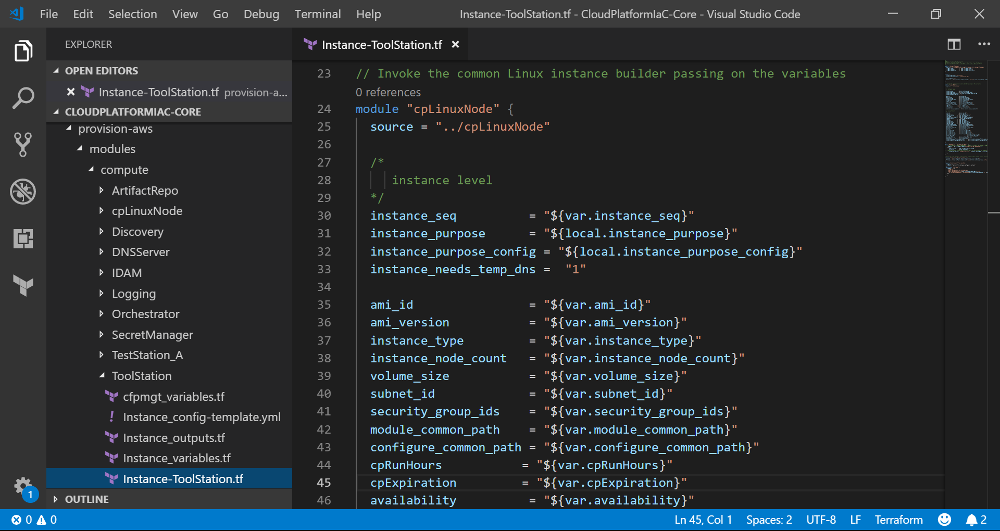 File Edit Selection View Go Debug Terminal Help Instance-ToolStation.tf - CloudPlatformIaC-Core - Visual Studio Code
EXPLORER
OPEN EDITORS
Instance-ToolStation.tf provision-a...
CLOUDPLATFORMIAC-CORE
provision-aws
modules
compute
ArtifactRepo
cpLinuxNode
Discovery
DNSServer
IDAM
Logging
Orchestrator
SecretManager
TestStation_A
ToolStation
cfpmgt_variables.tf
! Instance_config-template.yml
Instance_outputs.tf
Instance_variables.tf
Instance-ToolStation.tf
OUTLINE
1
Instance-ToolStation.tf
23 // Invoke the common Linux instance builder passing on the variables
0 references
24 module "cpLinuxNode" {
25 source = "../cpLinuxNode"
26
27 /*
28 instance level
29 */
30 instance_seq = "${var.instance_seq}"
31 instance_purpose = "${local.instance_purpose}"
32 instance_purpose_config = "${local.instance_purpose_config}"
33 instance_needs_temp_dns = "1"
34
35 ami_id = "${var.ami_id}"
36 ami_version = "${var.ami_version}"
37 instance_type = "${var.instance_type}"
38 instance_node_count = "${var.instance_node_count}"
39 volume_size = "${var.volume_size}"
40 subnet_id = "${var.subnet_id}"
41 security_group_ids = "${var.security_group_ids}"
42 module_common_path = "${var.module_common_path}"
43 configure_common_path = "${var.configure_common_path}"
44 cpRunHours = "${var.cpRunHours}"
45 cpExpiration = "${var.cpExpiration}"
46 availability = "${var.availability}"
0 0 Ln 45, Col 1 Spaces: 2 UTF-8 LF Terraform 2